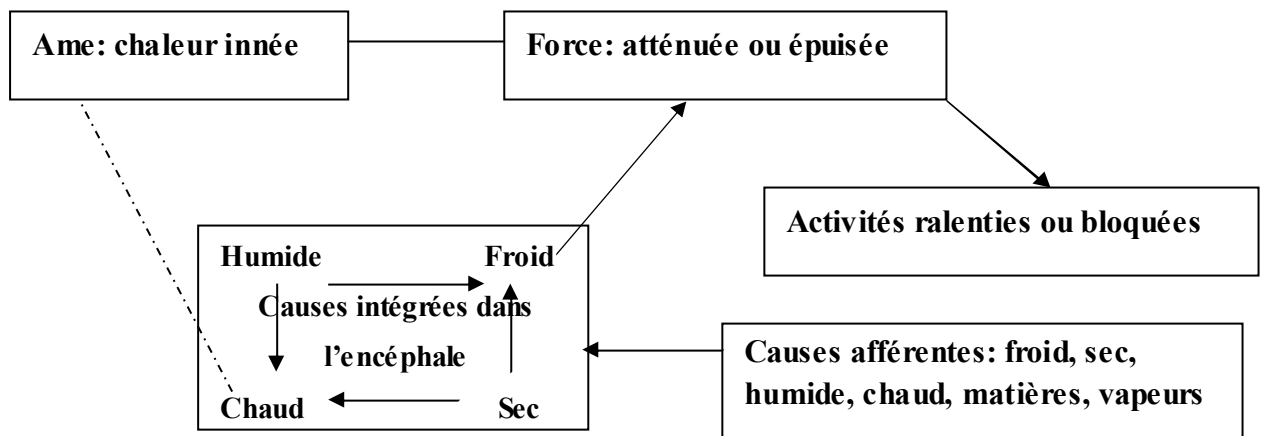 Ame: chaleur innée
Force: atténuée ou épuisée
Activités ralenties ou bloquées
Humide
Froid
Causes intégrées dans
l'encéphale
Chaud
Sec
Causes afférentes: froid, sec,
humide, chaud, matières, vapeurs